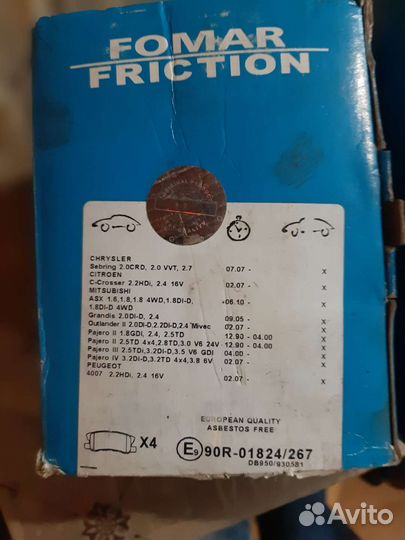 FOMAR
FRICTION
CHRYSLER
Sebring 2.0CRD, 2.0 VVT, 2.7 07.07 - x
CITROEN
C-Crosser 2.2HDi, 2.4 16V 02.07 - x
MITSUBISHI
ASX 1.6,1.8,1.8 4WD,1.8DI-D, 06.10 - x
1.8DI-D 4WD
Grandis 2.0DI-D, 2.4 09.05 - x
Outlander II 2.0DI-D,2.2DI-D,2.4 Mivec 02.07 - x
Pajero II 1.8GDI, 2.4, 2.5TD 12.90 - 04.00 x
Pajero II 2.5TD 4x4,2.8TD,3.0 V6 24V 12.90 - 04.00 x
Pajero III 2.5TDi,3.2DI-D,3.5 V6 GDI 04.00 - x
Pajero IV 3.2DI-D,3.2TD 4x4,3.8 6V 02.07 - x
PEUGEOT
4007 2.2HDi, 2.4 16V 02.07 - x
EUROPEAN QUALITY
ASBESTOS FREE
X4 E9 90R-01824/267
DB950/930581
Avito